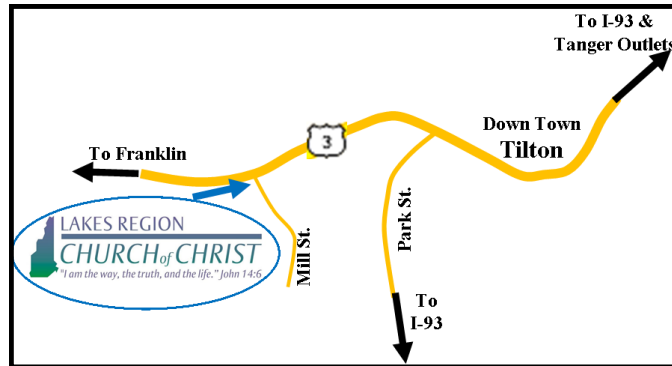 To I-93 &
Tanger Outlets
3
Down Town
Tilton
To Franklin
LAKES REGION
CHURCH of CHRIST
"I am the way, the truth, and the life." John 14:6
Mill St.
Park St.
To
I-93